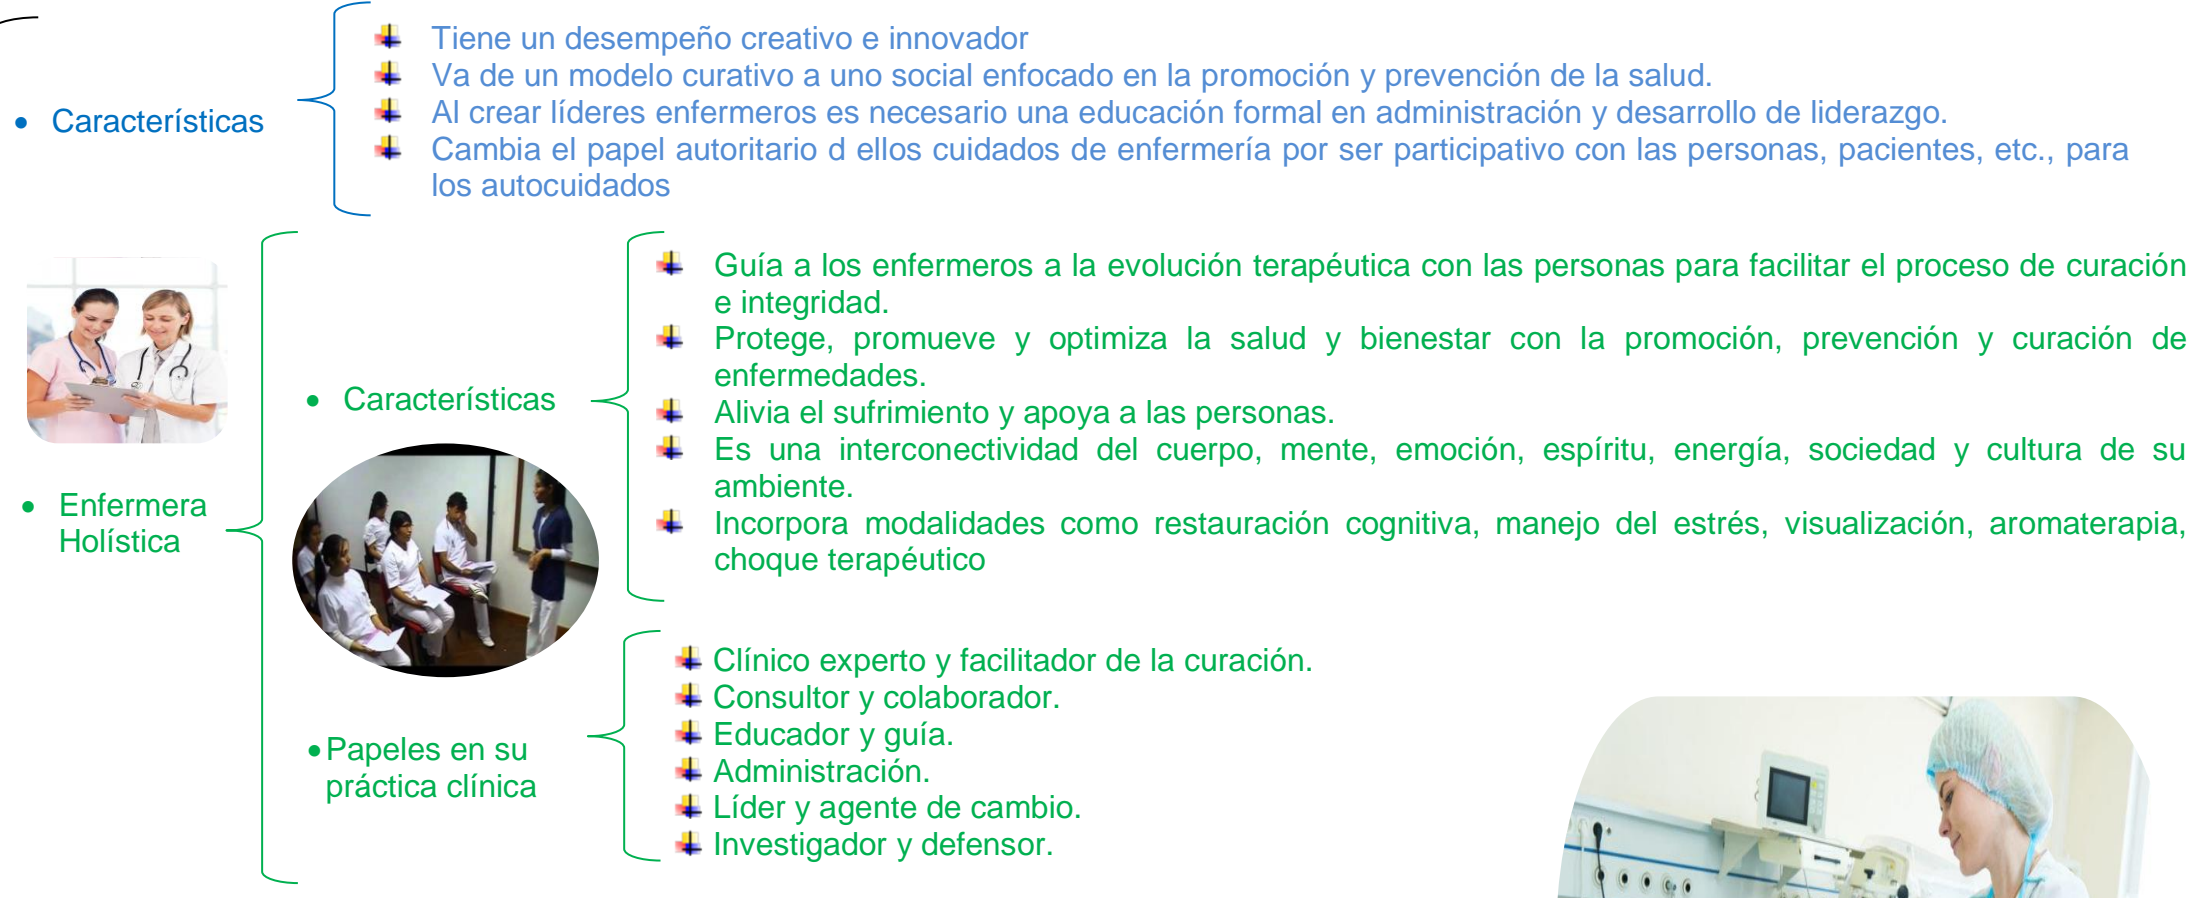 Tiene un desempeño creativo e innovador
Va de un modelo curativo a uno social enfocado en la promoción y prevención de la salud.
• Características
Al crear líderes enfermeros es necesario una educación formal en administración y desarrollo de liderazgo.
Cambia el papel autoritario d ellos cuidados de enfermería por ser participativo con las personas, pacientes, etc., para
los autocuidados
• Enfermera
Holística
• Características
Guía a los enfermeros a la evolución terapéutica con las personas para facilitar el proceso de curación
e integridad.
Protege, promueve y optimiza la salud y bienestar con la promoción, prevención y curación de
enfermedades.
Alivia el sufrimiento y apoya a las personas.
Es una interconectividad del cuerpo, mente, emoción, espíritu, energía, sociedad y cultura de su
ambiente.
Incorpora modalidades como restauración cognitiva, manejo del estrés, visualización, aromaterapia,
choque terapéutico
• Papeles en su
práctica clínica
Clínico experto y facilitador de la curación.
Consultor y colaborador.
Educador y guía.
Administración.
Líder y agente de cambio.
Investigador y defensor.